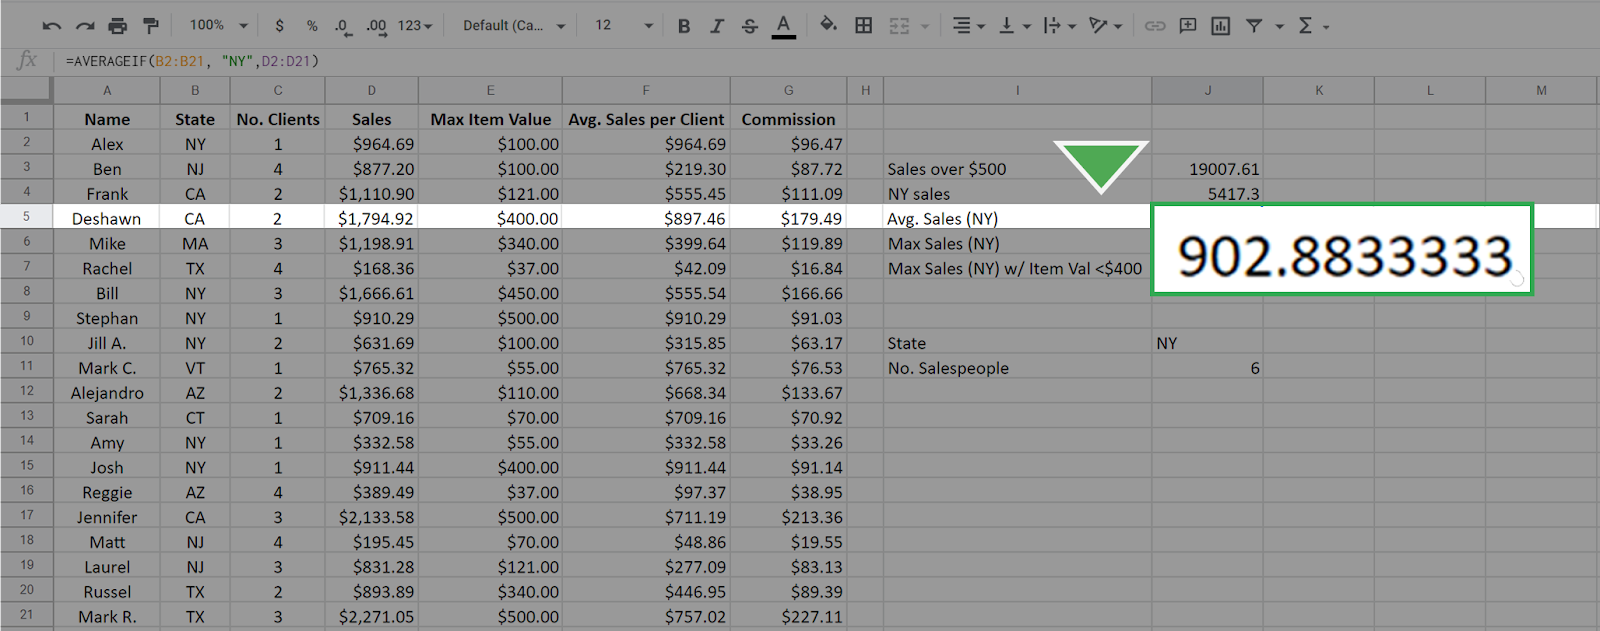 100% $ % .0 .00 123 Default (Ca... 12 B I S A
fx =AVERAGEIF(B2:B21, "NY",D2:D21)
A B C D E F G H I J K L M
1 Name State No. Clients Sales Max Item Value Avg. Sales per Client Commission
2 Alex NY 1 $964.69 $100.00 $964.69 $96.47
3 Ben NJ 4 $877.20 $100.00 $219.30 $87.72 Sales over $500 19007.61
4 Frank CA 2 $1,110.90 $121.00 $555.45 $111.09 NY sales 5417.3
5 Deshawn CA 2 $1,794.92 $400.00 $897.46 $179.49 Avg. Sales (NY) 902.8833333
6 Mike MA 3 $1,198.91 $340.00 $399.64 $119.89 Max Sales (NY)
7 Rachel TX 4 $168.36 $37.00 $42.09 $16.84 Max Sales (NY) w/ Item Val <$400
8 Bill NY 3 $1,666.61 $450.00 $555.54 $166.66
9 Stephan NY 1 $910.29 $500.00 $910.29 $91.03
10 Jill A. NY 2 $631.69 $100.00 $315.85 $63.17 State NY
11 Mark C. VT 1 $765.32 $55.00 $765.32 $76.53 No. Salespeople 6
12 Alejandro AZ 2 $1,336.68 $110.00 $668.34 $133.67
13 Sarah CT 1 $709.16 $70.00 $709.16 $70.92
14 Amy NY 1 $332.58 $55.00 $332.58 $33.26
15 Josh NY 1 $911.44 $400.00 $911.44 $91.14
16 Reggie AZ 4 $389.49 $37.00 $97.37 $38.95
17 Jennifer CA 3 $2,133.58 $500.00 $711.19 $213.36
18 Matt NJ 4 $195.45 $70.00 $48.86 $19.55
19 Laurel NJ 3 $831.28 $121.00 $277.09 $83.13
20 Russel TX 2 $893.89 $340.00 $446.95 $89.39
21 Mark R. TX 3 $2,271.05 $500.00 $757.02 $227.11